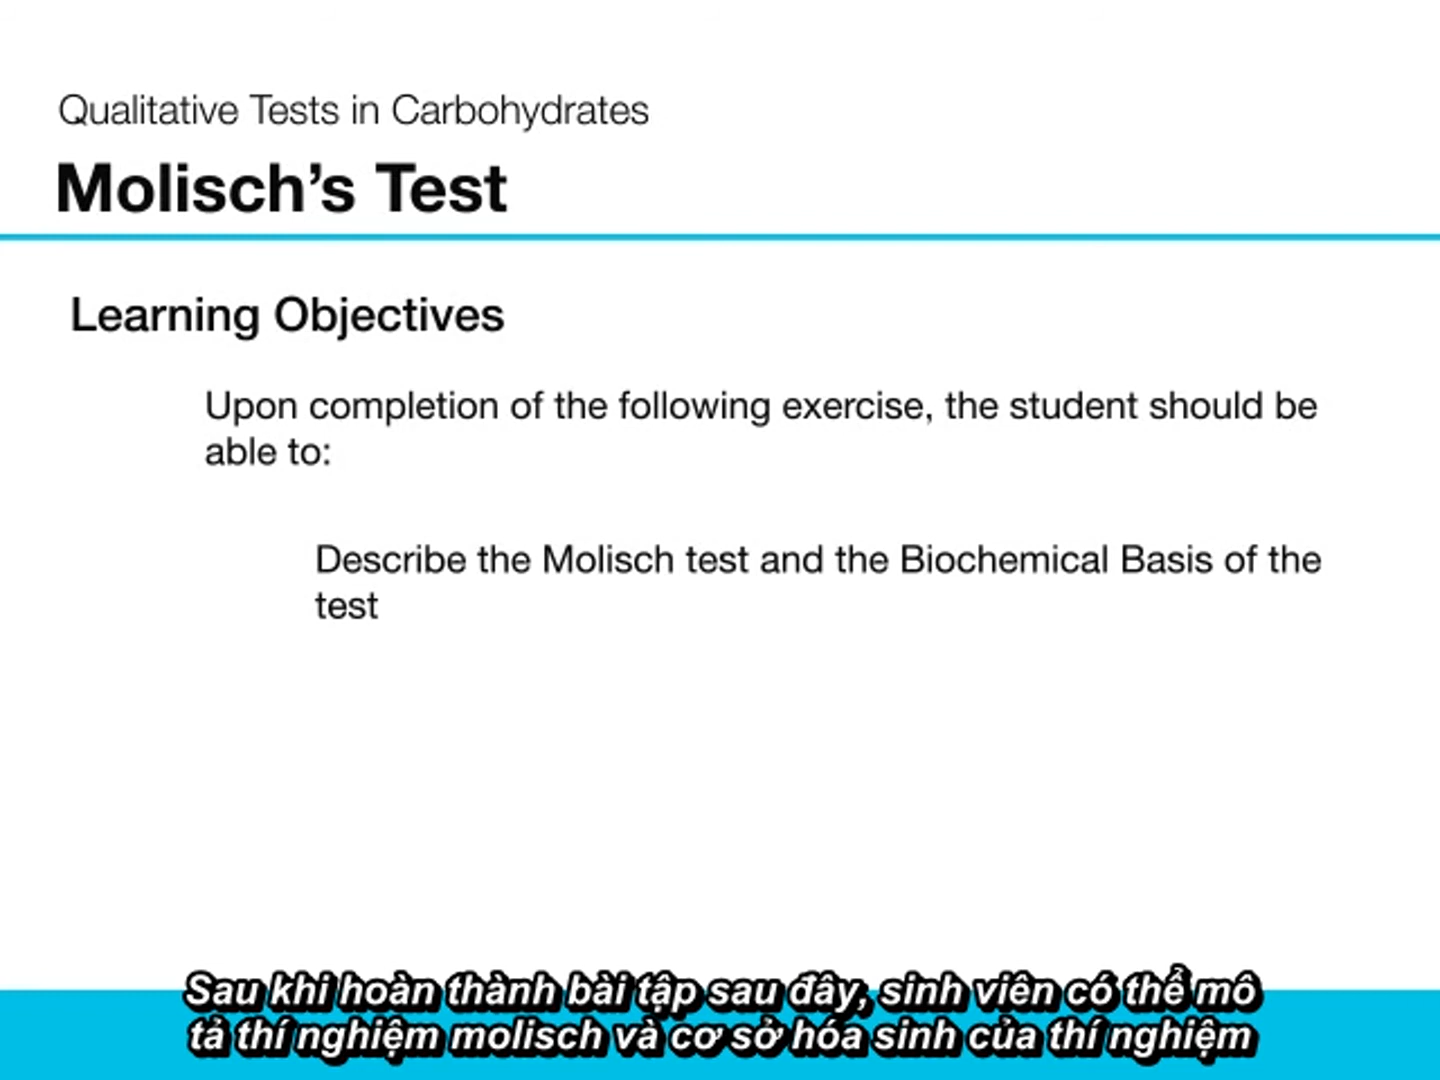 Qualitative Tests in Carbohydrates
Molisch’s Test
Learning Objectives
Upon completion of the following exercise, the student should be
able to:
Describe the Molisch test and the Biochemical Basis of the
test
Sau khi hoàn thành bài tập sau đây, sinh viên có thể mô
tả thí nghiệm molisch và cơ sở hóa sinh của thí nghiệm